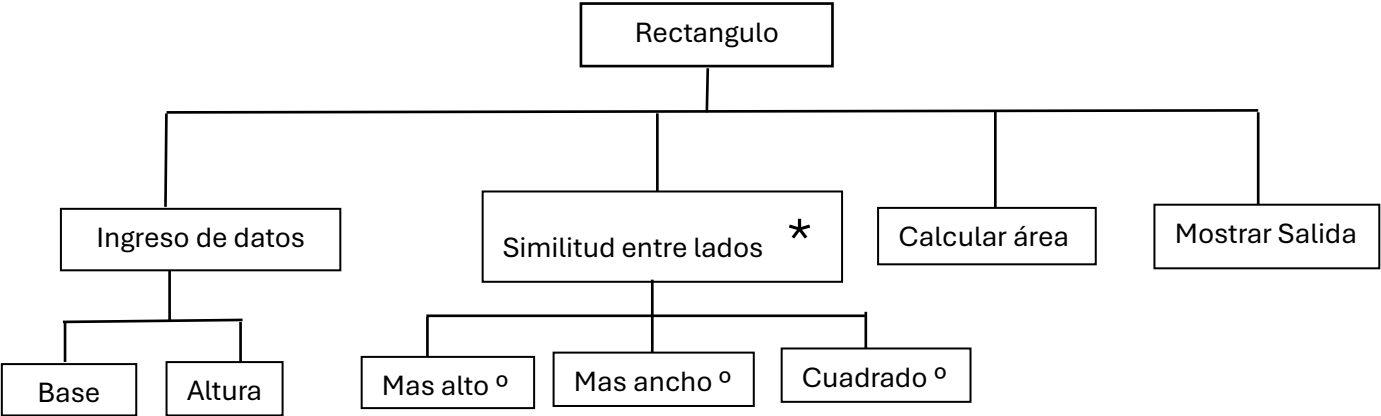 Rectangulo
Ingreso de datos
Similitud entre lados *
Calcular área
Mostrar Salida
Base
Altura
Mas alto º
Mas ancho º
Cuadrado º